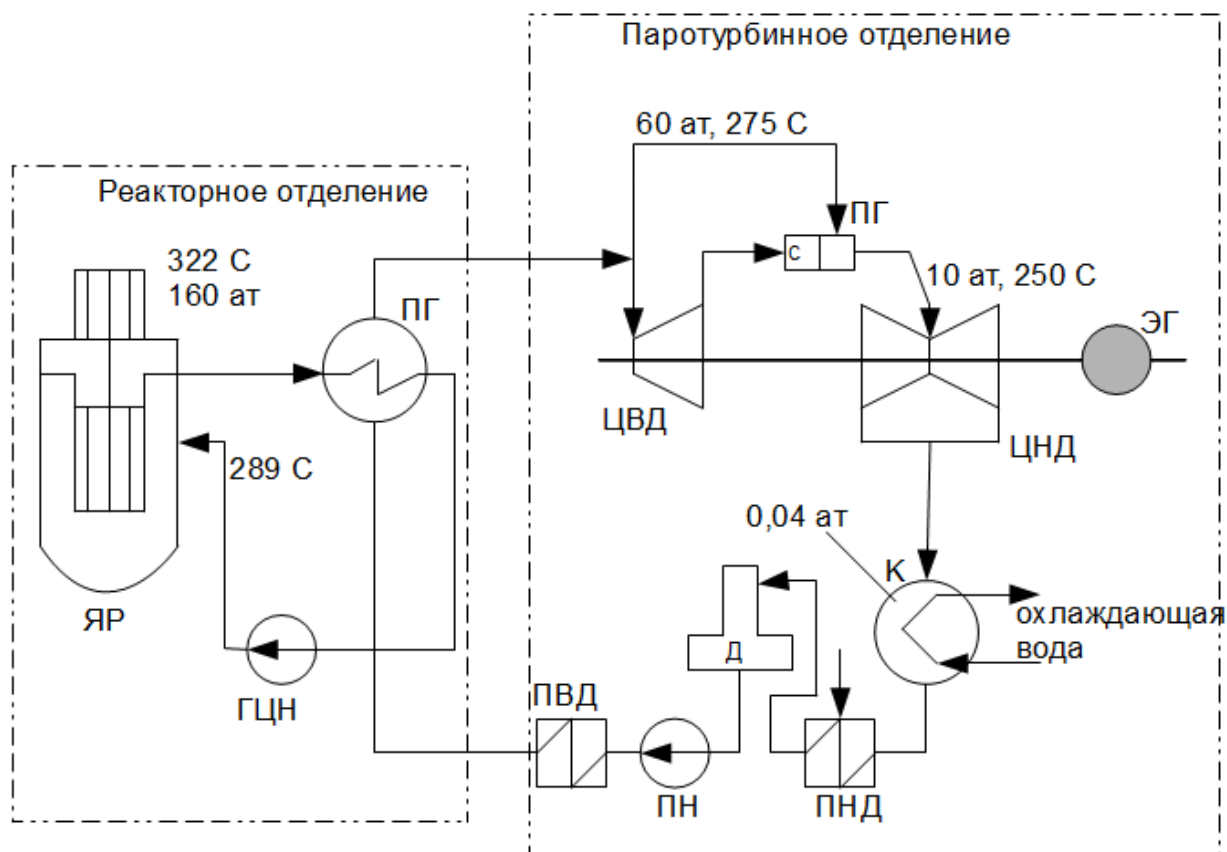 Паротурбинное отделение
60 ат, 275 С
Реакторное отделение
ПГ
С
322 С
160 ат
ПГ
10 ат, 250 С
ЭГ
ЦВД
ЦНД
289 С
0,04 ат
К
ЯР
охлаждающая
вода
Д
ГЦН
ПВД
ПН
ПНД